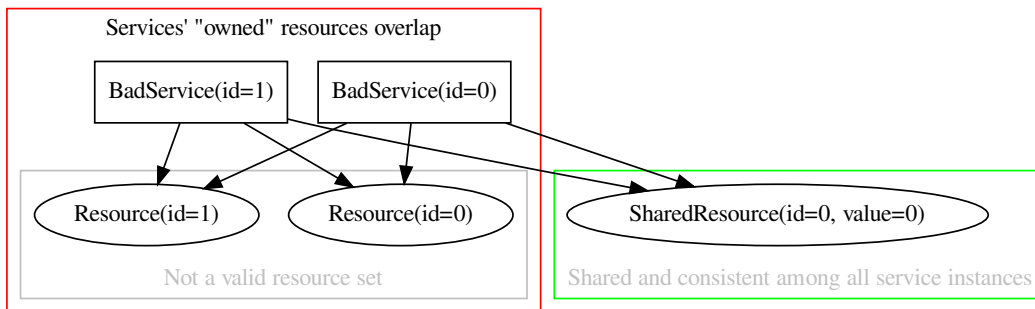 Services' "owned" resources overlap
BadService(id=1)
BadService(id=0)
Resource(id=1)
Resource(id=0)
SharedResource(id=0, value=0)
Not a valid resource set
Shared and consistent among all service instances